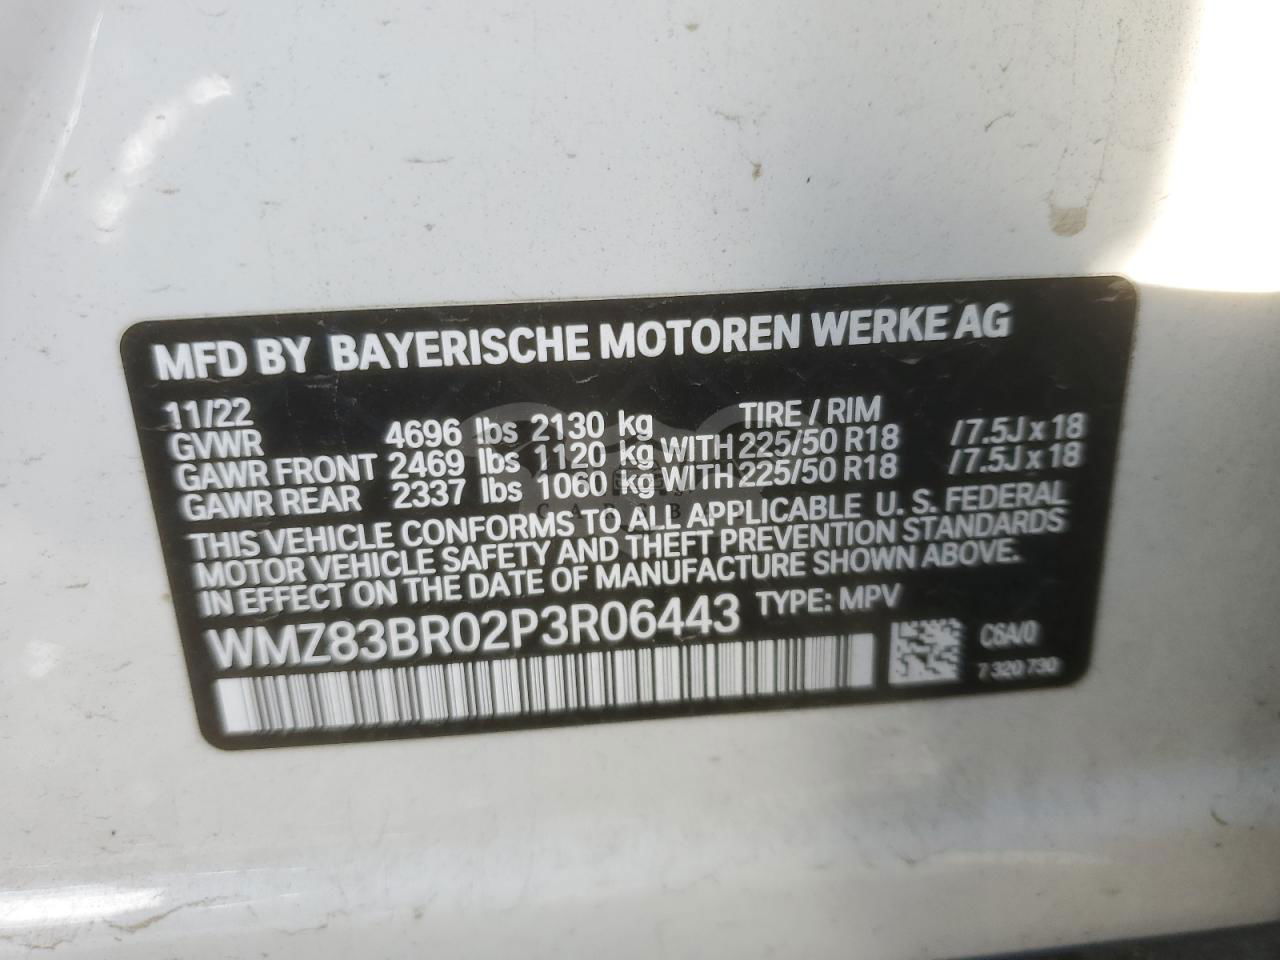 MFD BY BAYERISCHE MOTOREN WERKE AG
11/22 TIRE / RIM
GVWR 4696 lbs 2130 kg
GAWR FRONT 2469 lbs 1120 kg WITH 225/50 R18 /7.5J x 18
GAWR REAR 2337 lbs 1060 kg WITH 225/50 R18 /7.5J x 18
THIS VEHICLE CONFORMS TO ALL APPLICABLE U. S. FEDERAL
MOTOR VEHICLE SAFETY AND THEFT PREVENTION STANDARDS
IN EFFECT ON THE DATE OF MANUFACTURE SHOWN ABOVE.
WMZ83BR02P3R06443 TYPE: MPV
C6A/0
7 320 730